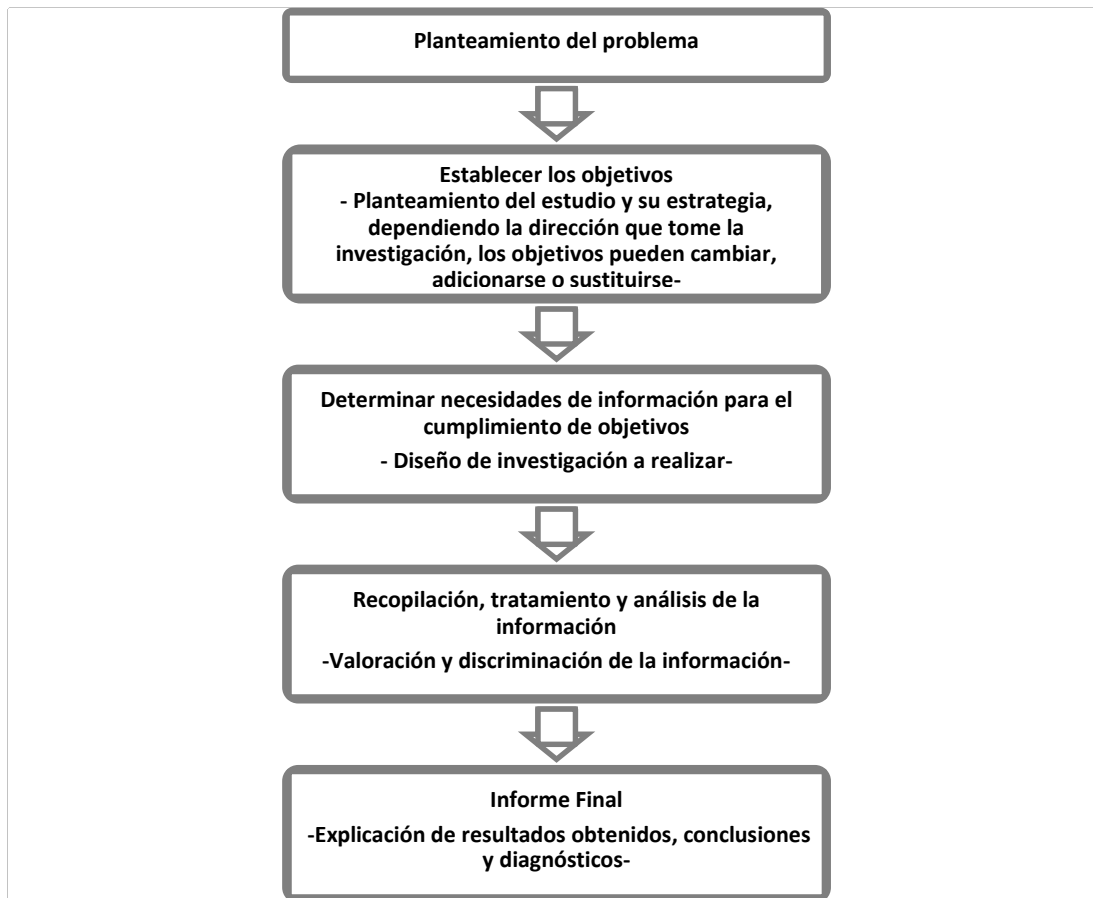 Planteamiento del problema
Establecer los objetivos
- Planteamiento del estudio y su estrategia,
dependiendo la dirección que tome la
investigación, los objetivos pueden cambiar,
adicionarse o sustituirse-
Determinar necesidades de información para el
cumplimiento de objetivos
- Diseño de investigación a realizar-
Recopilación, tratamiento y análisis de la
información
-Valoración y discriminación de la información-
Informe Final
-Explicación de resultados obtenidos, conclusiones
y diagnósticos-